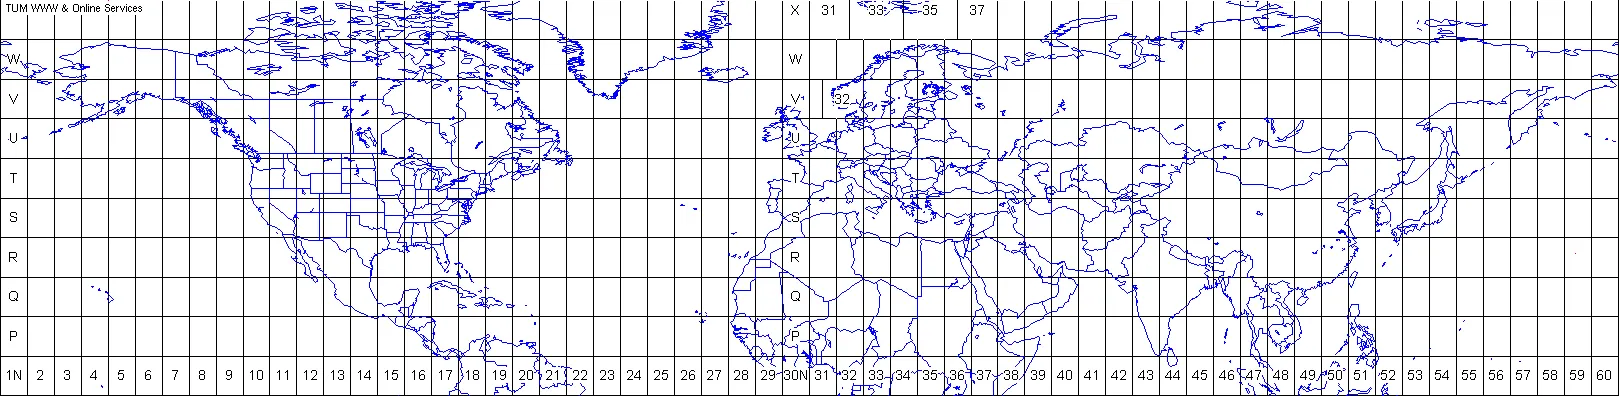 TUM WWW & Online Services X 31 33 35 37
W W
V V 32
U U
T T
S S
R R
Q Q
P P
1N 2 3 4 5 6 7 8 9 10 11 12 13 14 15 16 17 18 19 20 21 22 23 24 25 26 27 28 29 30N 31 32 33 34 35 36 37 38 39 40 41 42 43 44 45 46 47 48 49 50 51 52 53 54 55 56 57 58 59 60